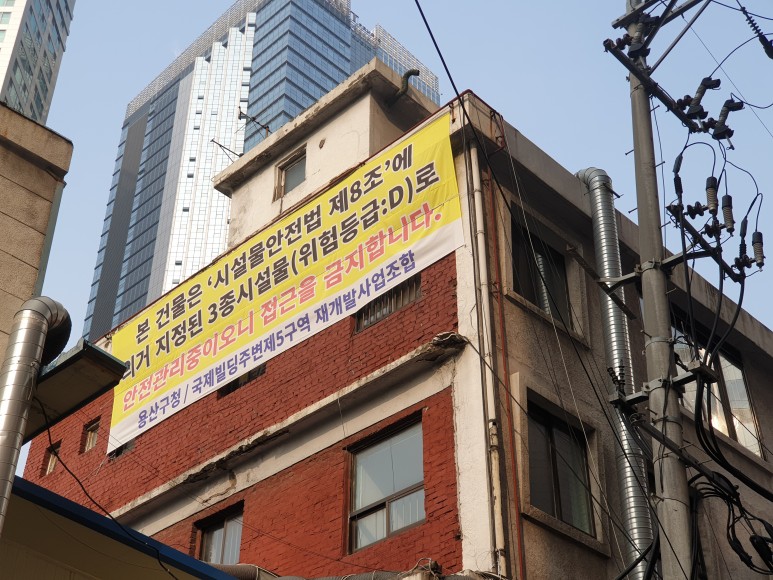 본 건물은 ‘시설물안전법 제8조’에
의거 지정된 3종시설물(위험등급:D)로
안전관리중이오니 접근을 금지합니다.
용산구청 / 국제빌딩주변제5구역 재개발사업조합